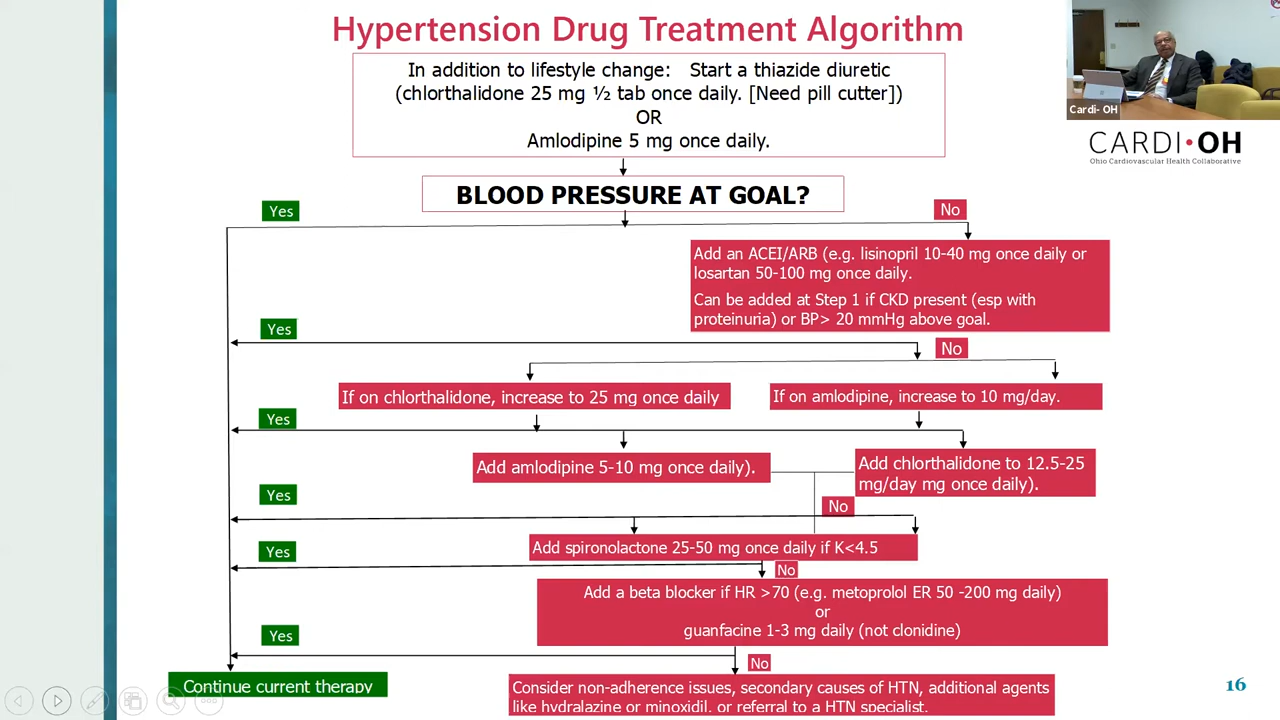 Hypertension Drug Treatment Algorithm
In addition to lifestyle change: Start a thiazide diuretic
(chlorthalidone 25 mg ½ tab once daily. [Need pill cutter])
OR
Amlodipine 5 mg once daily.
Cardi- OH
CARDI•OH
Ohio Cardiovascular Health Collaborative
BLOOD PRESSURE AT GOAL?
Yes
No
Add an ACEI/ARB (e.g. lisinopril 10-40 mg once daily or
losartan 50-100 mg once daily.
Can be added at Step 1 if CKD present (esp with
proteinuria) or BP> 20 mmHg above goal.
Yes
No
If on chlorthalidone, increase to 25 mg once daily
If on amlodipine, increase to 10 mg/day.
Yes
Add amlodipine 5-10 mg once daily).
Add chlorthalidone to 12.5-25
mg/day mg once daily).
Yes
No
Add spironolactone 25-50 mg once daily if K<4.5
Yes
No
Add a beta blocker if HR >70 (e.g. metoprolol ER 50 -200 mg daily)
or
guanfacine 1-3 mg daily (not clonidine)
Yes
No
Continue current therapy
Consider non-adherence issues, secondary causes of HTN, additional agents
like hydralazine or minoxidil, or referral to a HTN specialist.
16